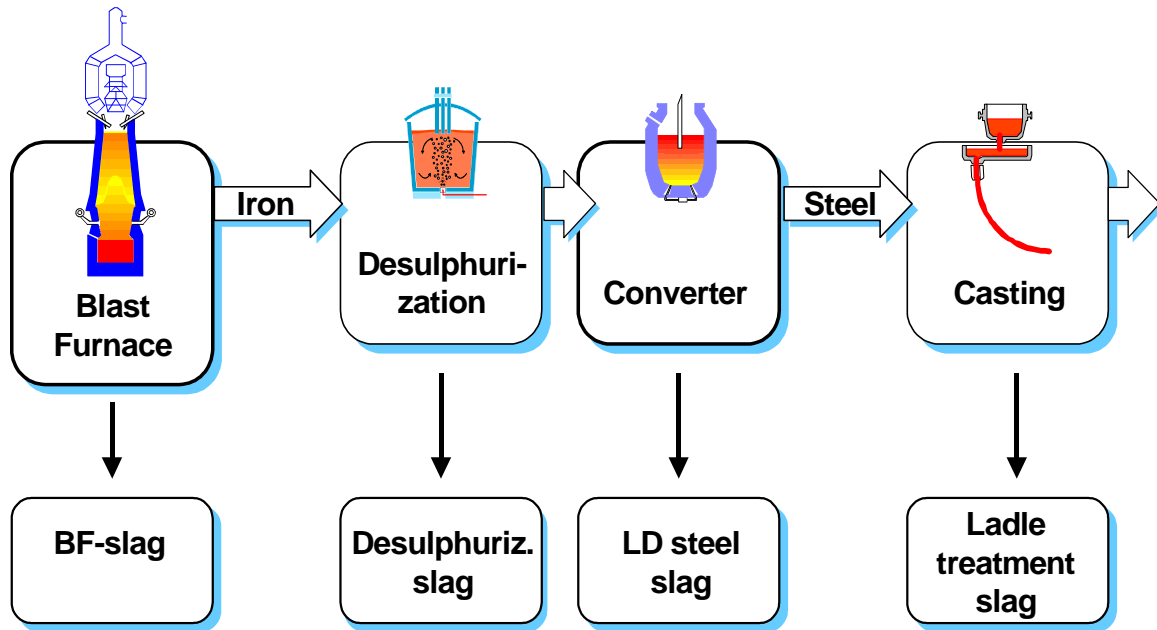 Blast
Furnace
Iron
Desulphuri-
zation
Converter
Steel
Casting
BF-slag
Desulphuriz.
slag
LD steel
slag
Ladle
treatment
slag